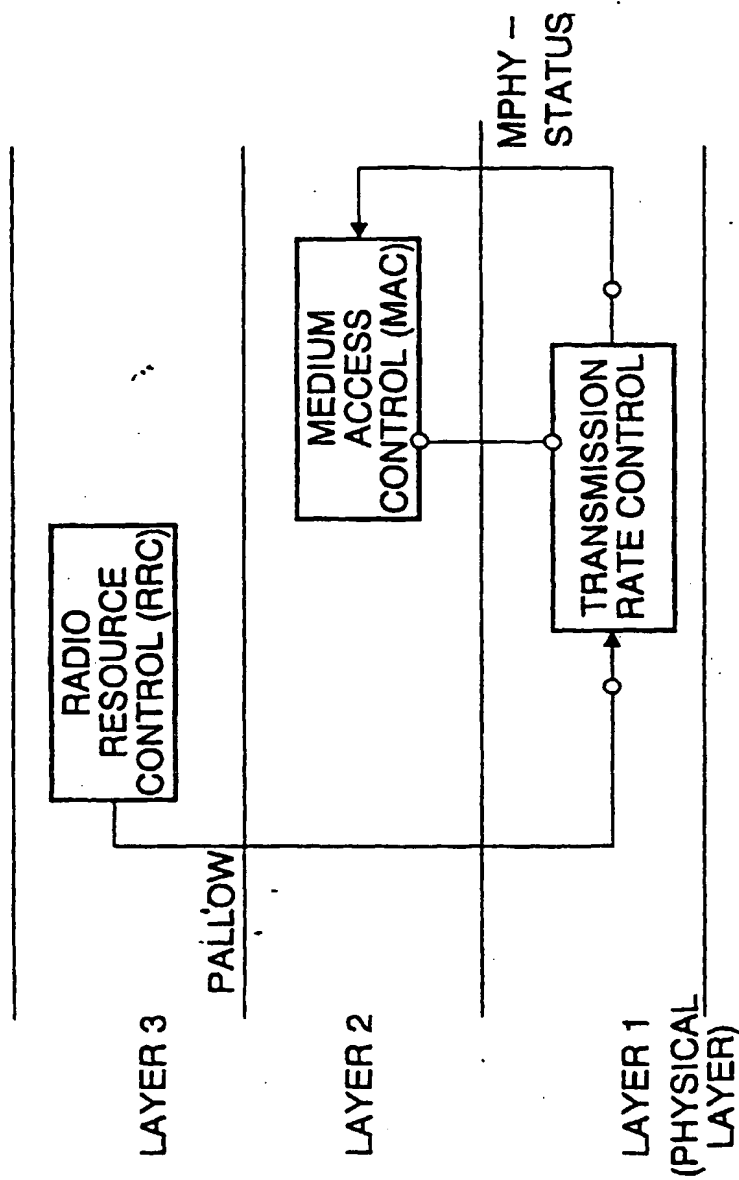 LAYER 3
RADIO
RESOURCE
CONTROL (RRC)
PALLOW
LAYER 2
MEDIUM
ACCESS
CONTROL (MAC)
MPHY –
STATUS
LAYER 1
(PHYSICAL
LAYER)
TRANSMISSION
RATE CONTROL